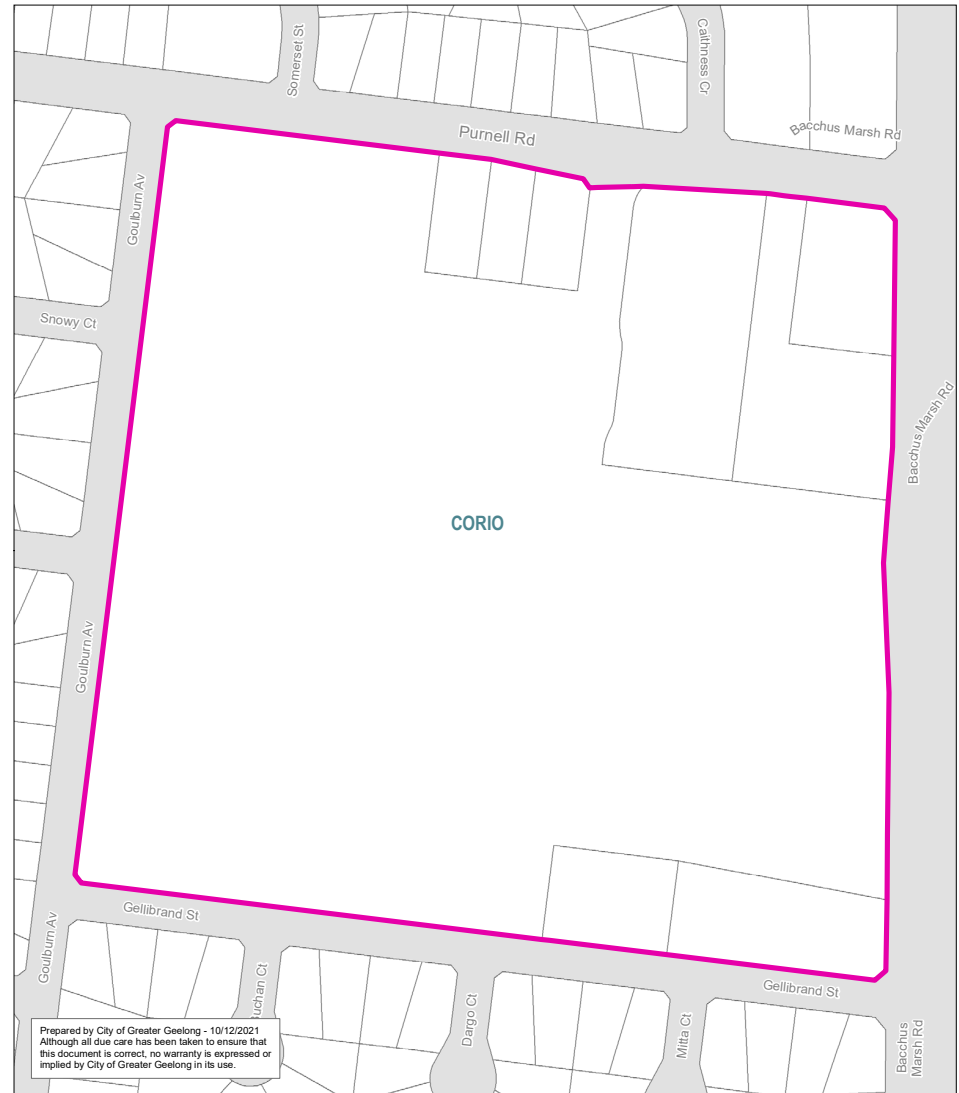 Somerset St
Caithness Cr
Purnell Rd
Bacchus Marsh Rd
Goulburn Av
Snowy Ct
Bacchus Marsh Rd
CORIO
Goulburn Av
Gellibrand St
Goulburn Av
Buchan Ct
Dargo Ct
Mitta Ct
Gellibrand St
Bacchus
Marsh Rd
Prepared by City of Greater Geelong - 10/12/2021
Although all due care has been taken to ensure that
this document is correct, no warranty is expressed or
implied by City of Greater Geelong in its use.